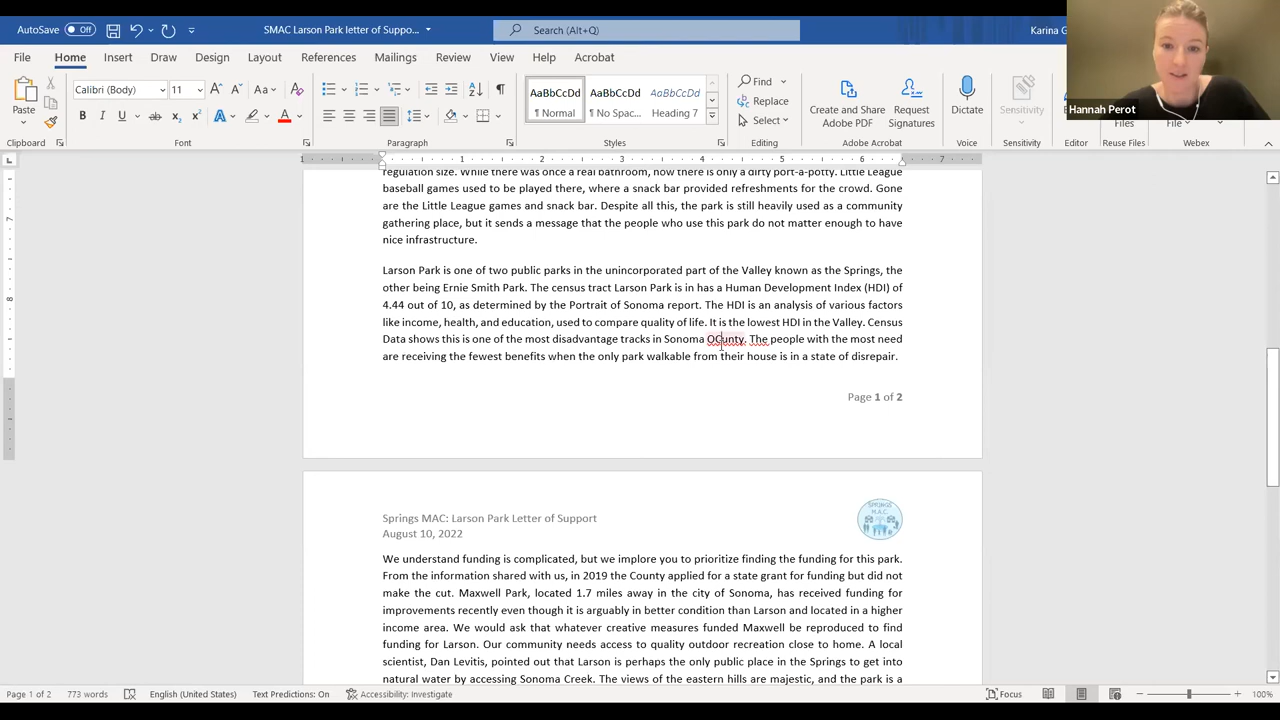 AutoSave Off
SMAC Larson Park letter of Suppo...
Search (Alt+Q)
Karina G
File Home Insert Draw Design Layout References Mailings Review View Help Acrobat
Hannah Perot
Calibri (Body) 11 A A Aa A
Paste
B I U ab x₂ x² A A
AaBbCcDd AaBbCcDd AaBbCcDd
¶ Normal ¶ No Spac... Heading 7
Find
Replace
Select
Create and Share
Adobe PDF
Request
Signatures
Dictate
Sensitivity
Files
Clipboard Font Paragraph Styles Editing Adobe Acrobat Voice Sensitivity Editor Reuse Files Webex
1 1 2 3 4 5 6 7
regulation size. While there was once a real bathroom, now there is only a dirty port-a-potty. Little League
baseball games used to be played there, where a snack bar provided refreshments for the crowd. Gone
are the Little League games and snack bar. Despite all this, the park is still heavily used as a community
gathering place, but it sends a message that the people who use this park do not matter enough to have
nice infrastructure.
Larson Park is one of two public parks in the unincorporated part of the Valley known as the Springs, the
other being Ernie Smith Park. The census tract Larson Park is in has a Human Development Index (HDI) of
4.44 out of 10, as determined by the Portrait of Sonoma report. The HDI is an analysis of various factors
like income, health, and education, used to compare quality of life. It is the lowest HDI in the Valley. Census
Data shows this is one of the most disadvantage tracks in Sonoma OCunty. The people with the most need
are receiving the fewest benefits when the only park walkable from their house is in a state of disrepair.
Page 1 of 2
Springs MAC: Larson Park Letter of Support
August 10, 2022
SPRINGS
M.A.C.
We understand funding is complicated, but we implore you to prioritize finding the funding for this park.
From the information shared with us, in 2019 the County applied for a state grant for funding but did not
make the cut. Maxwell Park, located 1.7 miles away in the city of Sonoma, has received funding for
improvements recently even though it is arguably in better condition than Larson and located in a higher
income area. We would ask that whatever creative measures funded Maxwell be reproduced to find
funding for Larson. Our community needs access to quality outdoor recreation close to home. A local
scientist, Dan Levitis, pointed out that Larson is perhaps the only public place in the Springs to get into
natural water by accessing Sonoma Creek. The views of the eastern hills are majestic, and the park is a
7
8
Page 1 of 2 773 words English (United States) Text Predictions: On Accessibility: Investigate Focus 100%